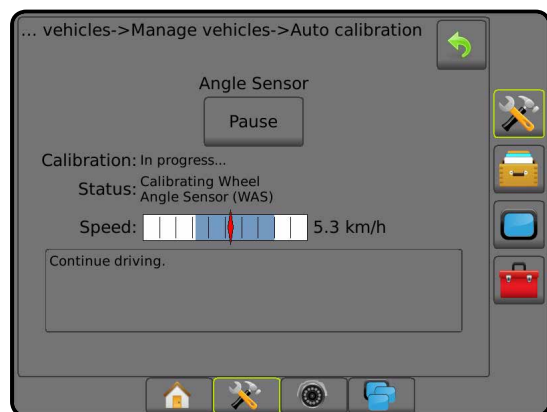 ... vehicles->Manage vehicles->Auto calibration
Angle Sensor
Pause
Calibration: In progress...
Status: Calibrating Wheel
Angle Sensor (WAS)
Speed: 5.3 km/h
Continue driving.